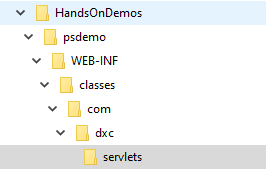 HandsOnDemos
psdemo
WEB-INF
classes
com
dxc
servlets